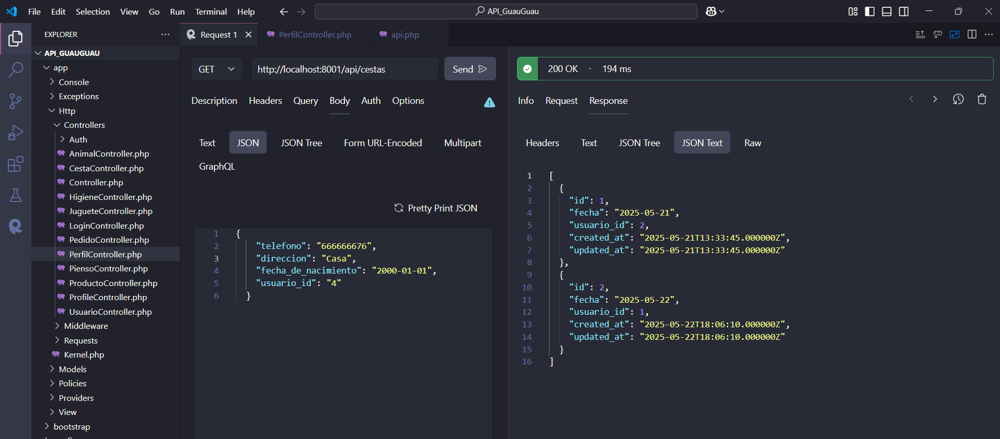 File Edit Selection View Go Run Terminal Help API_GuauGuau
EXPLORER
Request 1 PerfilController.php api.php
API_GUAUGUAU
app
Console
Exceptions
Http
Controllers
Auth
AnimalController.php
CestaController.php
Controller.php
HigieneController.php
JugueteController.php
LoginController.php
PedidoController.php
PerfilController.php
PiensoController.php
ProductoController.php
ProfileController.php
UsuarioController.php
Middleware
Requests
Kernel.php
Models
Policies
Providers
View
bootstrap
GET http://localhost:8001/api/cestas Send
Description Headers Query Body Auth Options
Text JSON JSON Tree Form URL-Encoded Multipart
GraphQL
Pretty Print JSON
1 {
2 "telefono": "666666676",
3 "direccion": "Casa",
4 "fecha_de_nacimiento": "2000-01-01",
5 "usuario_id": "4"
6 }
200 OK · 194 ms
Info Request Response
Headers Text JSON Tree JSON Text Raw
1 [
2 {
3 "id": 1,
4 "fecha": "2025-05-21",
5 "usuario_id": 2,
6 "created_at": "2025-05-21T13:33:45.000000Z",
7 "updated_at": "2025-05-21T13:33:45.000000Z"
8 },
9 {
10 "id": 2,
11 "fecha": "2025-05-22",
12 "usuario_id": 1,
13 "created_at": "2025-05-22T18:06:10.000000Z",
14 "updated_at": "2025-05-22T18:06:10.000000Z"
15 }
16 ]